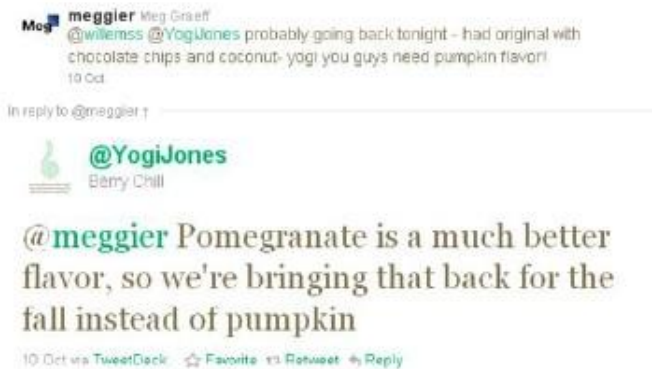 Meg
meggier Meg Graeff
@willemss @YogiJones probably going back tonight - had original with
chocolate chips and coconut- yogi you guys need pumpkin flavor!
10 Oct
In reply to @meggier ↑
@YogiJones
Berry Chill
@meggier Pomegranate is a much better
flavor, so we're bringing that back for the
fall instead of pumpkin
10 Oct via TweetDeck Favorite Retweet Reply